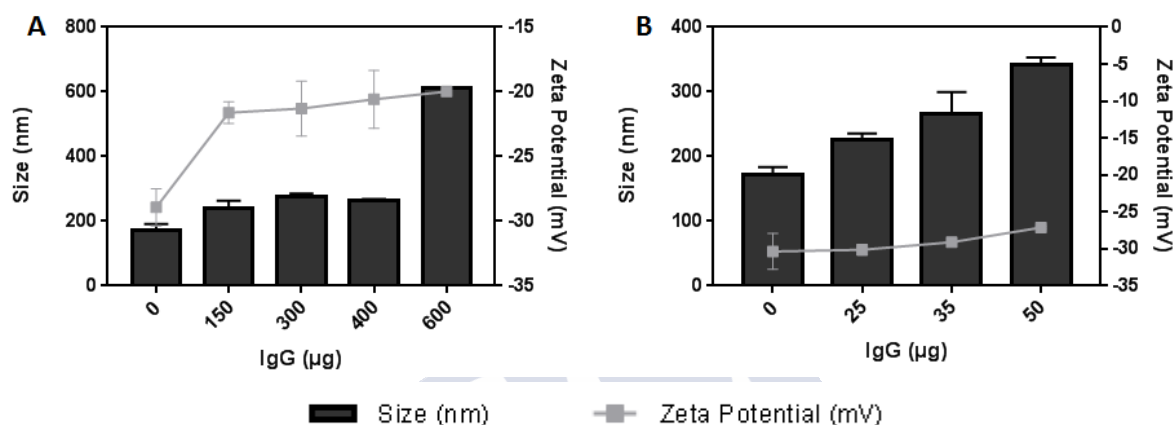 A
800
600
400
200
0
Size (nm)
-15
-20
-25
-30
-35
Zeta Potential (mV)
0 150 300 400 600
IgG (µg)
B
400
300
200
100
0
Size (nm)
0
-5
-10
-15
-20
-25
-30
-35
Zeta Potential (mV)
0 25 35 50
IgG (µg)
Size (nm) Zeta Potential (mV)